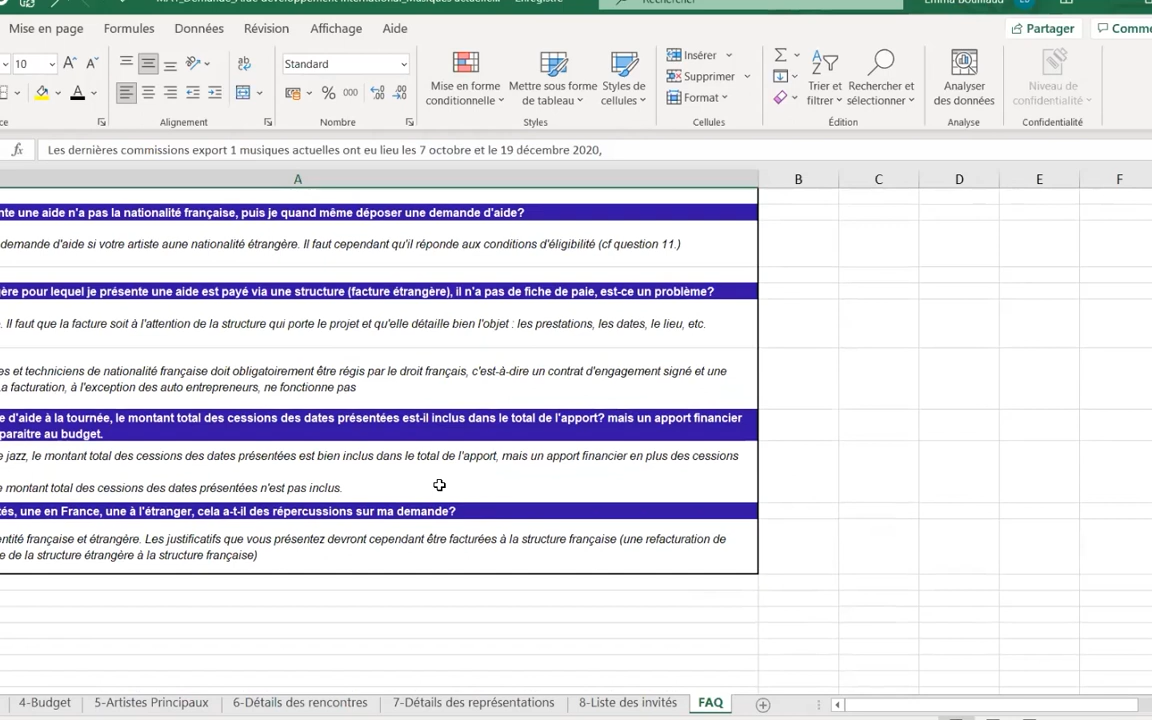 Mise en page Formules Données Révision Affichage Aide Partager
10 Standard Mise en forme conditionnelle Mettre sous forme de tableau Styles de cellules Insérer Supprimer Format Trier et filtrer Rechercher et sélectionner Analyser des données Niveau de confidentialité
Alignement Nombre Styles Cellules Édition Analyse Confidentialité
fx Les dernières commissions export 1 musiques actuelles ont eu lieu les 7 octobre et le 19 décembre 2020,
A B C D E F
une aide n'a pas la nationalité française, puis je quand même déposer une demande d'aide?
demande d'aide si votre artiste aune nationalité étrangère. Il faut cependant qu'il réponde aux conditions d'éligibilité (cf question 11.)
pour lequel je présente une aide est payé via une structure (facture étrangère), il n'a pas de fiche de paie, est-ce un problème?
Il faut que la facture soit à l'attention de la structure qui porte le projet et qu'elle détaille bien l'objet : les prestations, les dates, le lieu, etc.
et techniciens de nationalité française doit obligatoirement être régis par le droit français, c'est-à-dire un contrat d'engagement signé et une
facturation, à l'exception des auto entrepreneurs, ne fonctionne pas
d'aide à la tournée, le montant total des cessions des dates présentées est-il inclus dans le total de l'apport? mais un apport financier
paraitre au budget.
jazz, le montant total des cessions des dates présentées est bien inclus dans le total de l'apport, mais un apport financier en plus des cessions
montant total des cessions des dates présentées n'est pas inclus.
une en France, une à l'étranger, cela a-t-il des répercussions sur ma demande?
entité française et étrangère. Les justificatifs que vous présentez devront cependant être facturées à la structure française (une refacturation de
de la structure étrangère à la structure française)
4-Budget 5-Artistes Principaux 6-Détails des rencontres 7-Détails des représentations 8-Liste des invités FAQ